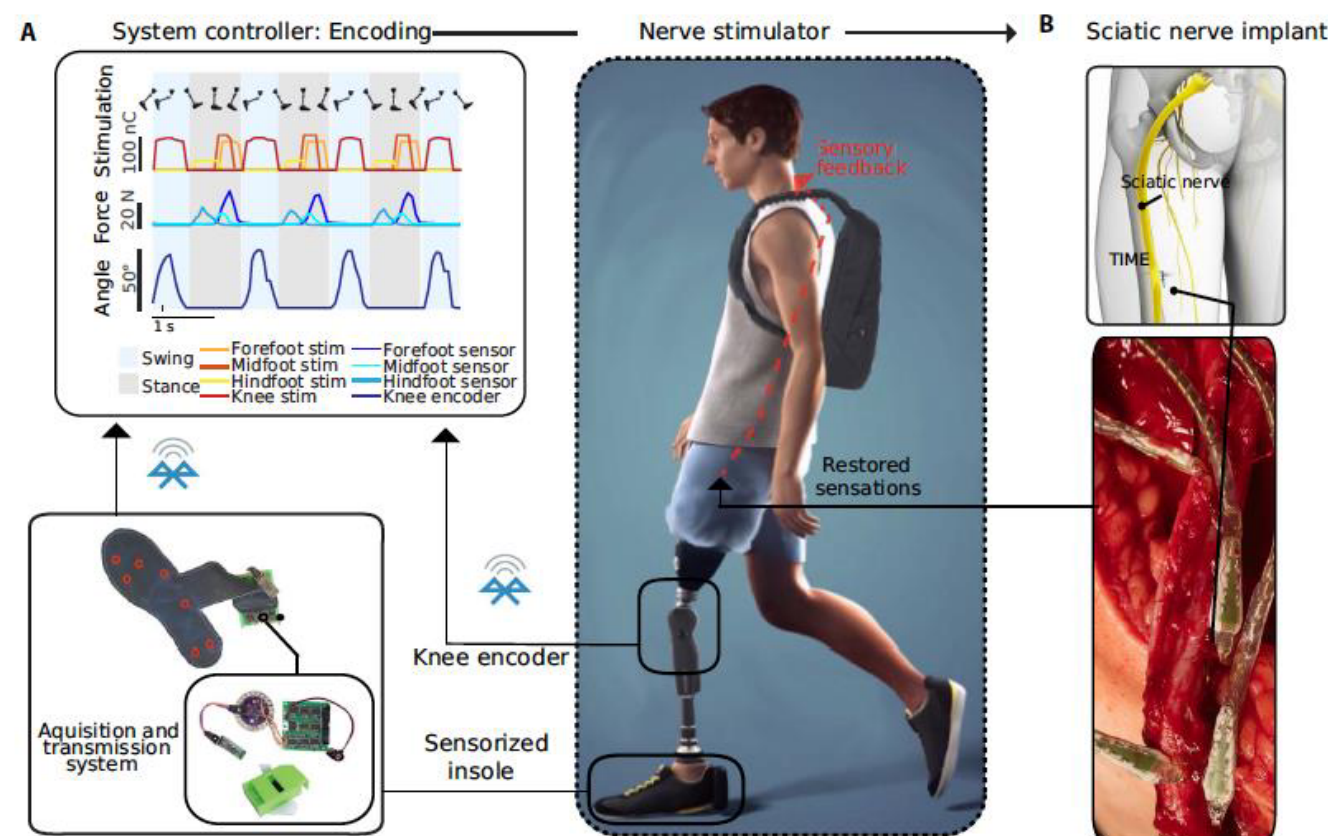 A
System controller: Encoding
Nerve stimulator
B
Sciatic nerve implant
Stimulation
100 nC
Force
20 N
Angle
50°
1 s
Swing
Stance
Forefoot stim
Midfoot stim
Hindfoot stim
Knee stim
Forefoot sensor
Midfoot sensor
Hindfoot sensor
Knee encoder
Sensory
feedback
Restored
sensations
Sciatic nerve
TIME
Knee encoder
Sensorized
insole
Aquisition and
transmission
system